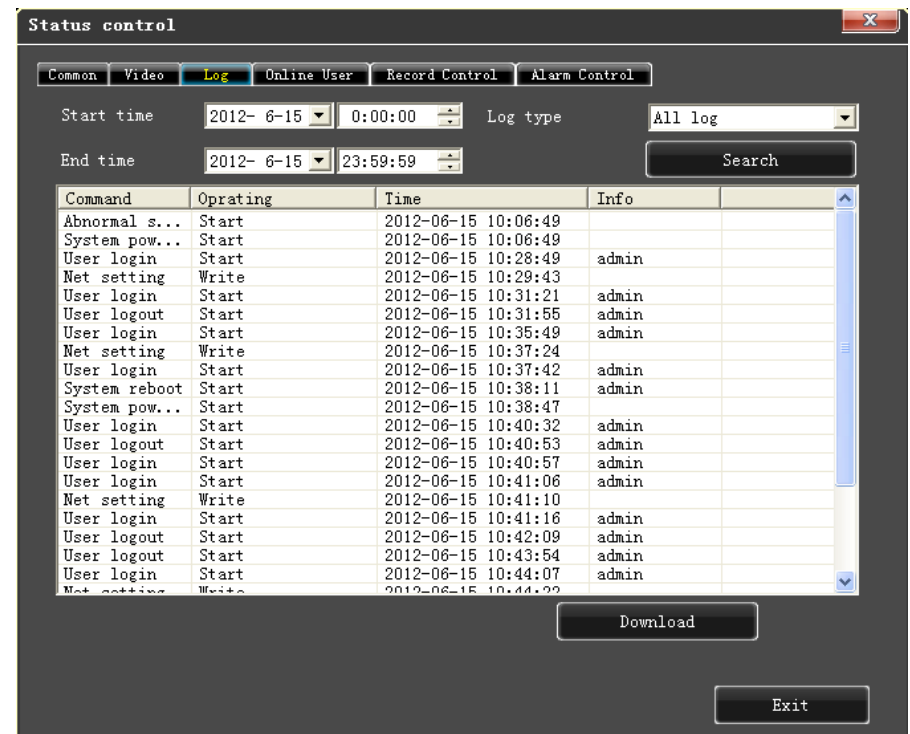 Status control
Common Video Log Online User Record Control Alarm Control
Start time 2012- 6-15 0:00:00 Log type All log
End time 2012- 6-15 23:59:59 Search
Command Oprating Time Info
Abnormal s... Start 2012-06-15 10:06:49
System pow... Start 2012-06-15 10:06:49
User login Start 2012-06-15 10:28:49 admin
Net setting Write 2012-06-15 10:29:43
User login Start 2012-06-15 10:31:21 admin
User logout Start 2012-06-15 10:31:55 admin
User login Start 2012-06-15 10:35:49 admin
Net setting Write 2012-06-15 10:37:24
User login Start 2012-06-15 10:37:42 admin
System reboot Start 2012-06-15 10:38:11 admin
System pow... Start 2012-06-15 10:38:47
User login Start 2012-06-15 10:40:32 admin
User logout Start 2012-06-15 10:40:53 admin
User login Start 2012-06-15 10:40:57 admin
User login Start 2012-06-15 10:41:06 admin
Net setting Write 2012-06-15 10:41:10
User login Start 2012-06-15 10:41:16 admin
User logout Start 2012-06-15 10:42:09 admin
User logout Start 2012-06-15 10:43:54 admin
User login Start 2012-06-15 10:44:07 admin
Net setting Write 2012-06-15 10:44:22
Download
Exit